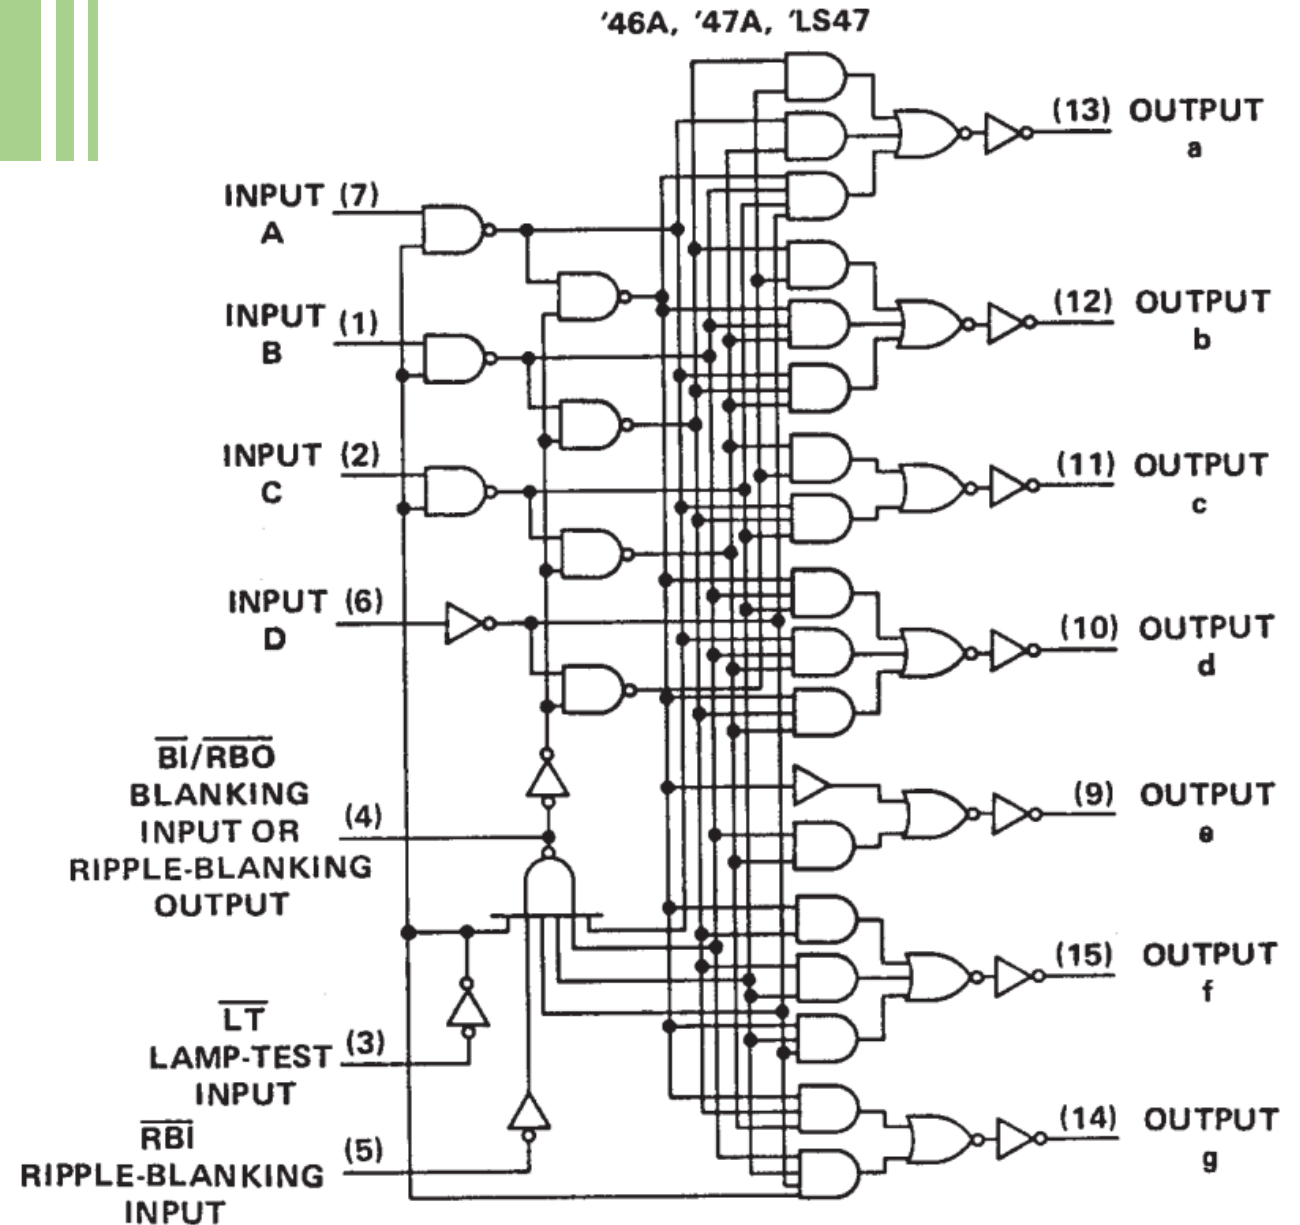 '46A, '47A, 'LS47
(13) OUTPUT
a
INPUT (7)
A
(12) OUTPUT
b
INPUT (1)
B
INPUT (2)
C
(11) OUTPUT
c
INPUT (6)
D
(10) OUTPUT
d
BI/RBO
BLANKING
INPUT OR (4)
RIPPLE-BLANKING
OUTPUT
(9) OUTPUT
e
(15) OUTPUT
f
LT
LAMP-TEST (3)
INPUT
RBI
RIPPLE-BLANKING (5)
INPUT
(14) OUTPUT
g